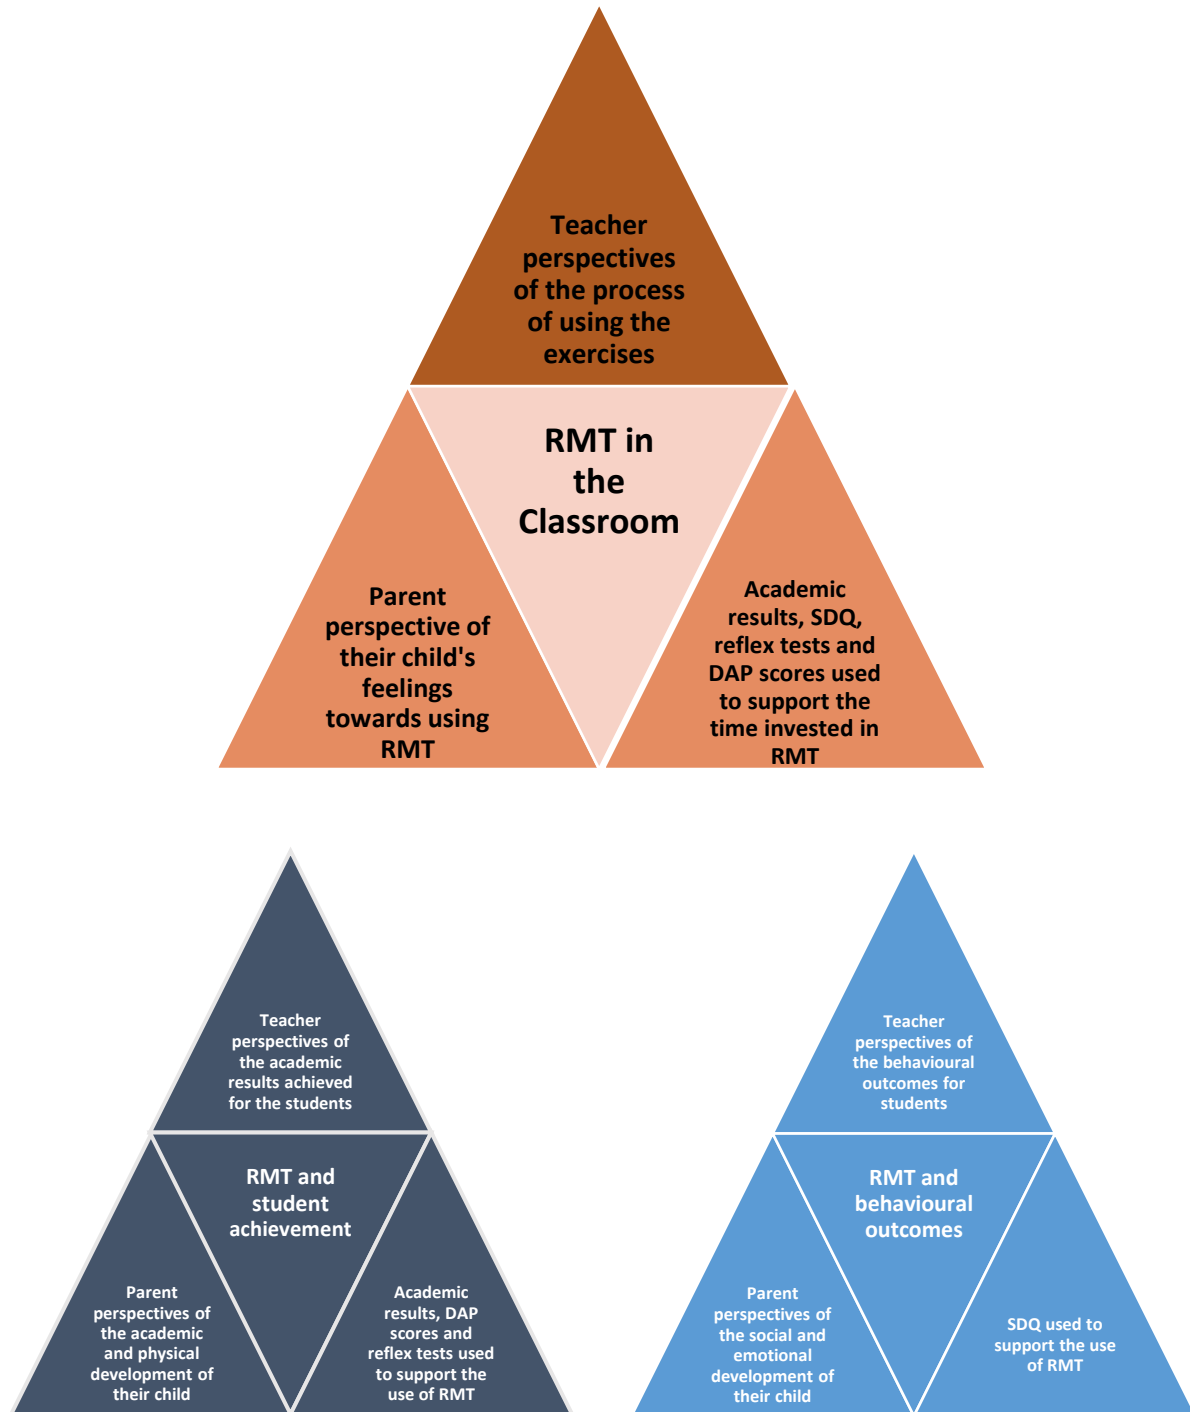 Teacher
perspectives
of the process
of using the
exercises
RMT in
the
Classroom
Parent
perspective of
their child's
feelings
towards using
RMT
Academic
results, SDQ,
reflex tests and
DAP scores used
to support the
time invested in
RMT
Teacher
perspectives of
the academic
results achieved
for the students
RMT and
student
achievement
Parent
perspectives of
the academic
and physical
development of
their child
Academic
results, DAP
scores and
reflex tests used
to support the
use of RMT
Teacher
perspectives of
the behavioural
outcomes for
students
RMT and
behavioural
outcomes
Parent
perspectives of
the social and
emotional
development of
their child
SDQ used to
support the use
of RMT